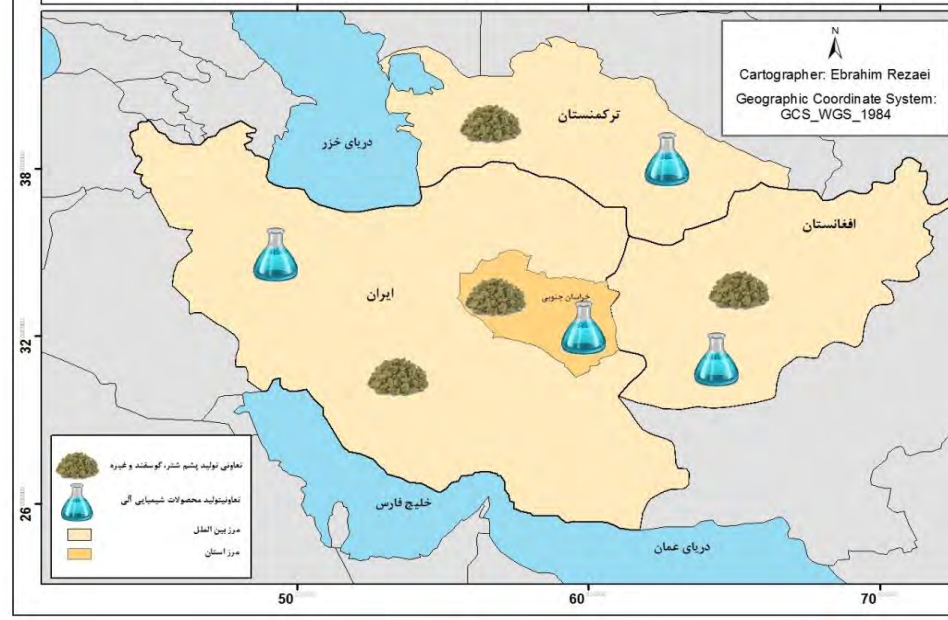 N
Cartographer: Ebrahim Rezaei
Geographic Coordinate System:
GCS_WGS_1984
ترکمنستان
دریای خزر
افغانستان
ایران
خراسان جنوبی
خلیج فارس
دریای عمان
تعاونی تولید پشم شتر، گوسفند و غیره
تعاونیتولید محصولات شیمیایی آلی
مرز بین الملل
مرز استان
38
32
26
50
60
70